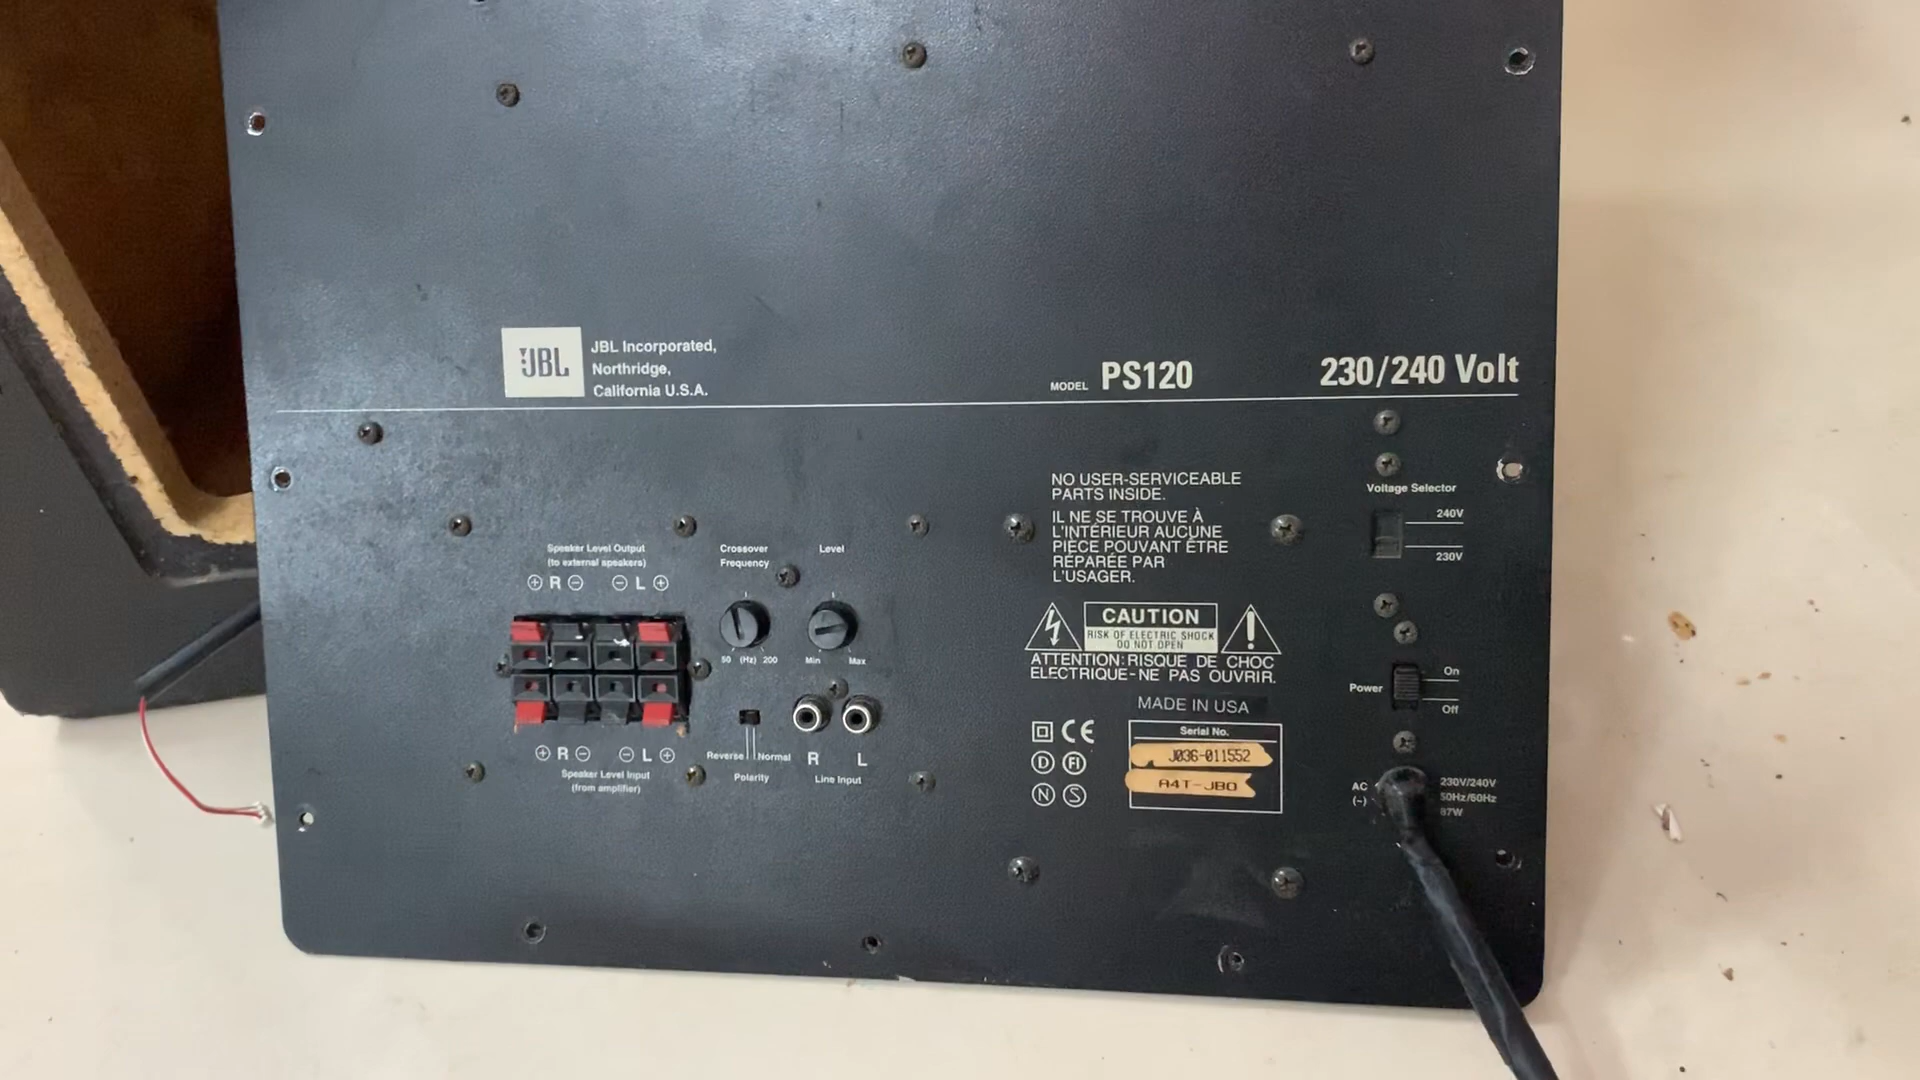 JBL
JBL Incorporated,
Northridge,
California U.S.A.
MODEL PS120
230/240 Volt
NO USER-SERVICEABLE
PARTS INSIDE.
IL NE SE TROUVE À
L'INTÉRIEUR AUCUNE
PIÈCE POUVANT ÊTRE
RÉPARÉE PAR
L'USAGER.
Voltage Selector
240V
230V
Speaker Level Output
(to external speakers)
+ R − − L +
Crossover
Frequency
50 (Hz) 200
Level
Min Max
CAUTION
RISK OF ELECTRIC SHOCK
DO NOT OPEN
ATTENTION: RISQUE DE CHOC
ELECTRIQUE-NE PAS OUVRIR.
Power
On
Off
MADE IN USA
Serial No.
J036-011552
A4T-JBO
CE
D FI
N S
+ R − − L +
Speaker Level Input
(from amplifier)
Reverse Normal
Polarity
R L
Line Input
AC
(~)
230V/240V
50Hz/60Hz
87W